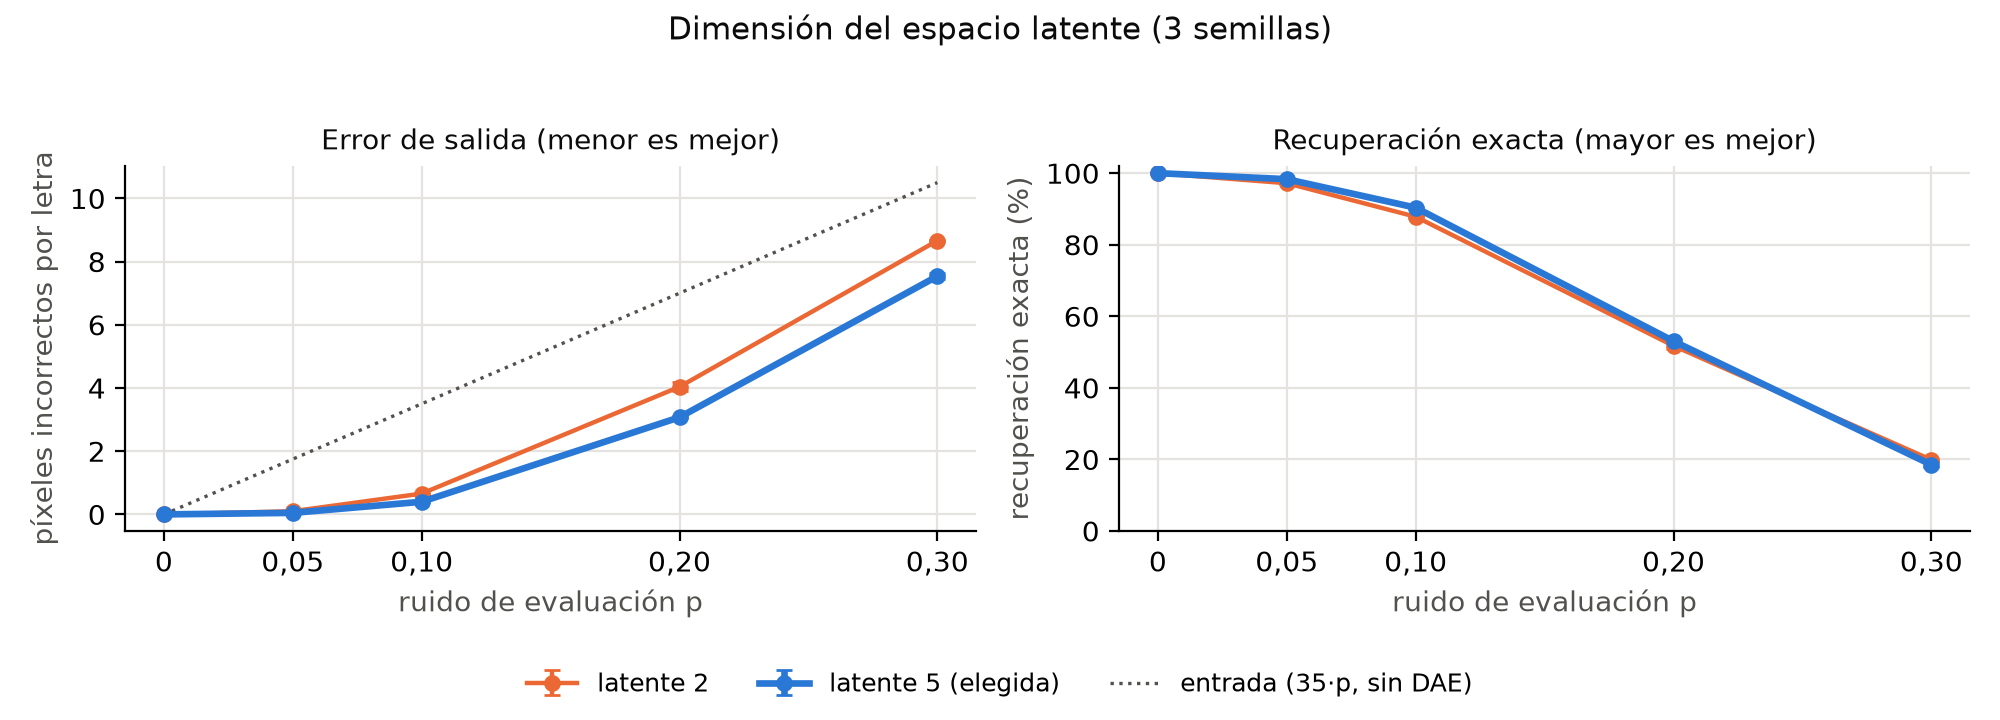 Dimensión del espacio latente (3 semillas)
Error de salida (menor es mejor)
píxeles incorrectos por letra
10
8
6
4
2
0
0 0,05 0,10 0,20 0,30
ruido de evaluación p
Recuperación exacta (mayor es mejor)
recuperación exacta (%)
100
80
60
40
20
0
0 0,05 0,10 0,20 0,30
ruido de evaluación p
latente 2 latente 5 (elegida) entrada (35·p, sin DAE)